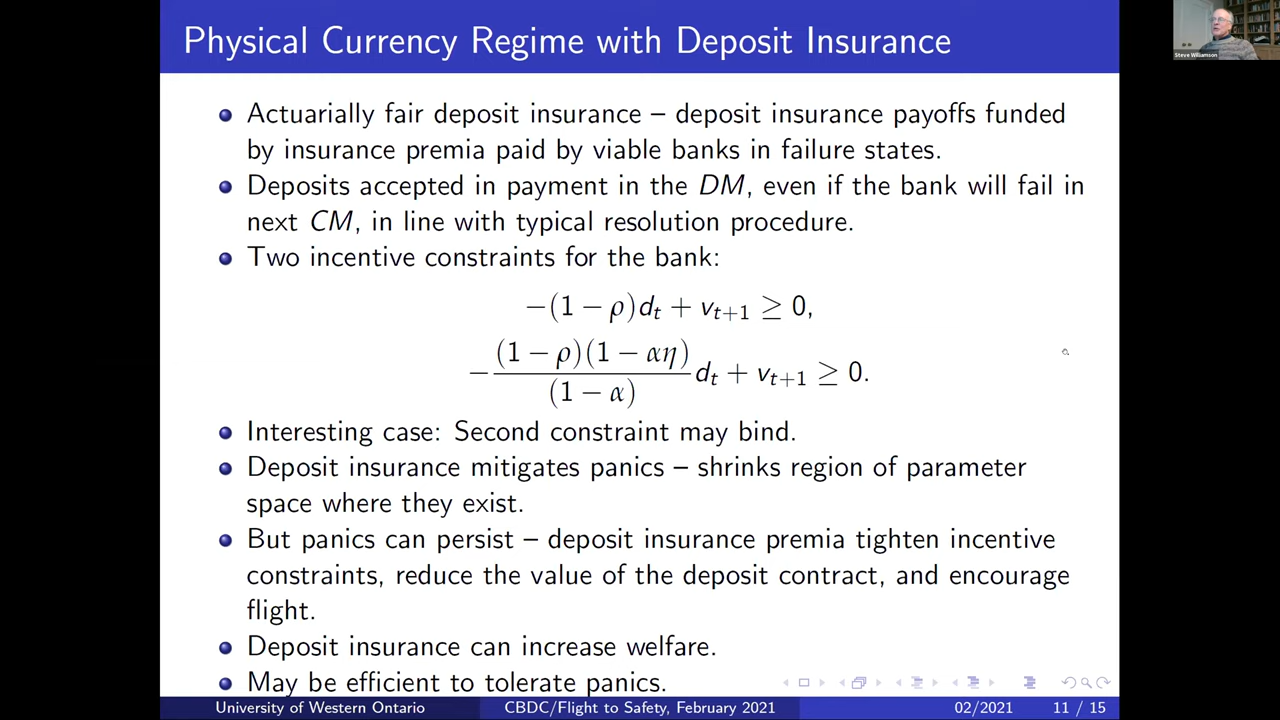 Physical Currency Regime with Deposit Insurance
Steve Williamson
Actuarially fair deposit insurance – deposit insurance payoffs funded
by insurance premia paid by viable banks in failure states.
Deposits accepted in payment in the DM, even if the bank will fail in
next CM, in line with typical resolution procedure.
Two incentive constraints for the bank:
−(1 − ρ)dₜ + vₜ₊₁ ≥ 0,
−(1 − ρ)(1 − αη)/(1 − α) dₜ + vₜ₊₁ ≥ 0.
Interesting case: Second constraint may bind.
Deposit insurance mitigates panics – shrinks region of parameter
space where they exist.
But panics can persist – deposit insurance premia tighten incentive
constraints, reduce the value of the deposit contract, and encourage
flight.
Deposit insurance can increase welfare.
May be efficient to tolerate panics.
University of Western Ontario CBDC/Flight to Safety, February 2021 02/2021 11 / 15